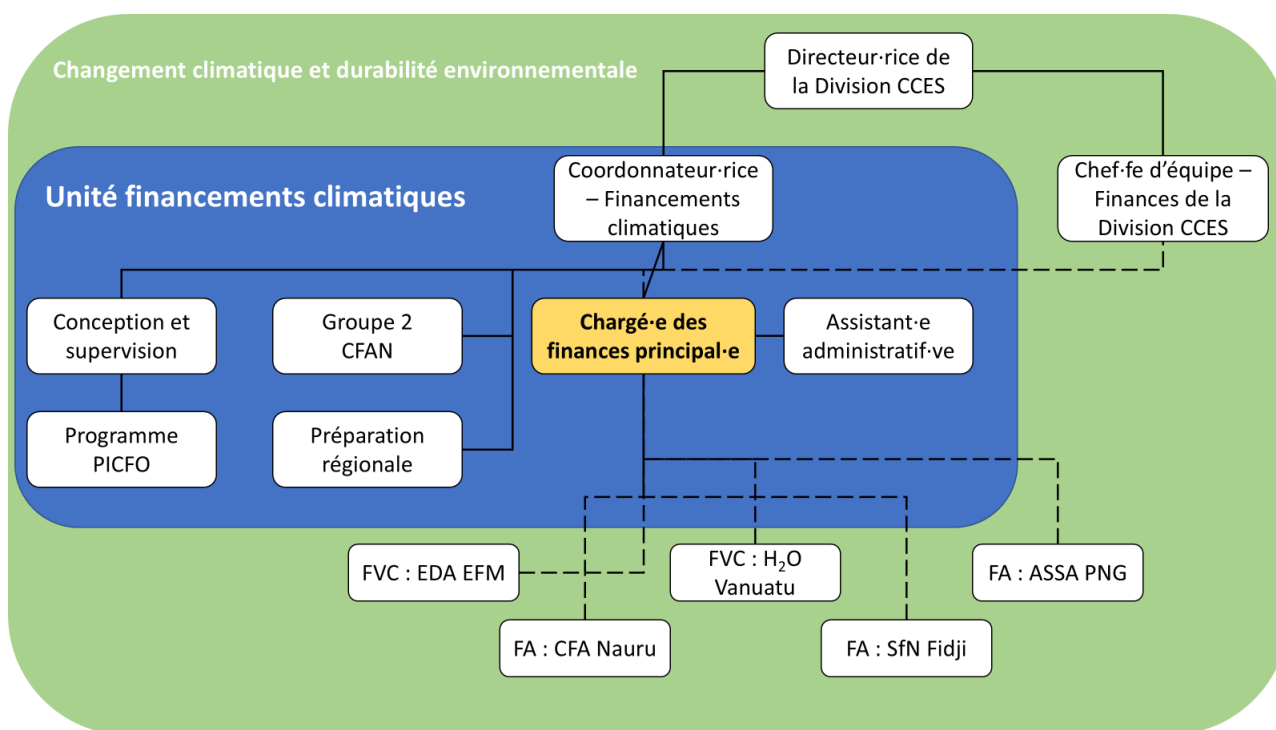 Changement climatique et durabilité environnementale
Directeur·rice de
la Division CCES
Unité financements climatiques
Coordonnateur·rice
– Financements
climatiques
Chef·fe d’équipe –
Finances de la
Division CCES
Conception et
supervision
Groupe 2
CFAN
Chargé·e des
finances principal·e
Assistant·e
administratif·ve
Programme
PICFO
Préparation
régionale
FVC : EDA EFM
FVC : H₂O
Vanuatu
FA : ASSA PNG
FA : CFA Nauru
FA : SfN Fidji